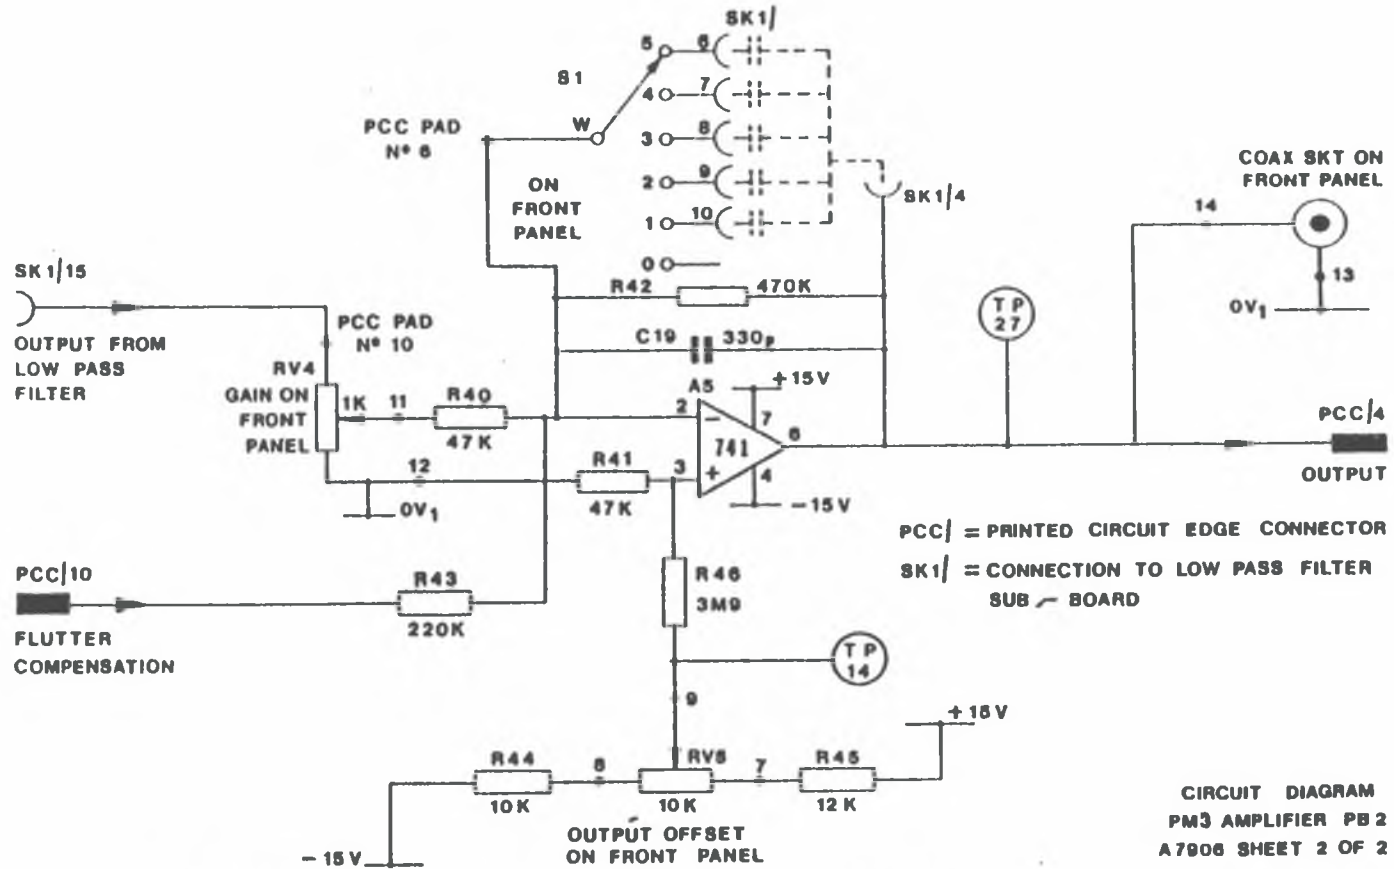 SK1/
5
6
S1
4
7
W
3
8
2
9
1
10
0
PCC PAD
Nº 6
ON
FRONT
PANEL
SK1/4
COAX SKT ON
FRONT PANEL
14
13
0V1
SK1/15
OUTPUT FROM
LOW PASS
FILTER
PCC PAD
Nº 10
R42
470K
C19
330p
TP
27
RV4
GAIN ON
FRONT
PANEL
1K
11
R40
47K
A5
+15V
2
−
7
741
6
3
+
4
−15V
12
R41
47K
0V1
PCC/4
OUTPUT
PCC/ = PRINTED CIRCUIT EDGE CONNECTOR
SK1/ = CONNECTION TO LOW PASS FILTER
SUB - BOARD
PCC/10
FLUTTER
COMPENSATION
R43
220K
R46
3M9
TP
14
9
+15V
R44
10K
8
RV5
10K
7
R45
12K
−15V
OUTPUT OFFSET
ON FRONT PANEL
CIRCUIT DIAGRAM
PM3 AMPLIFIER PB2
A7906 SHEET 2 OF 2